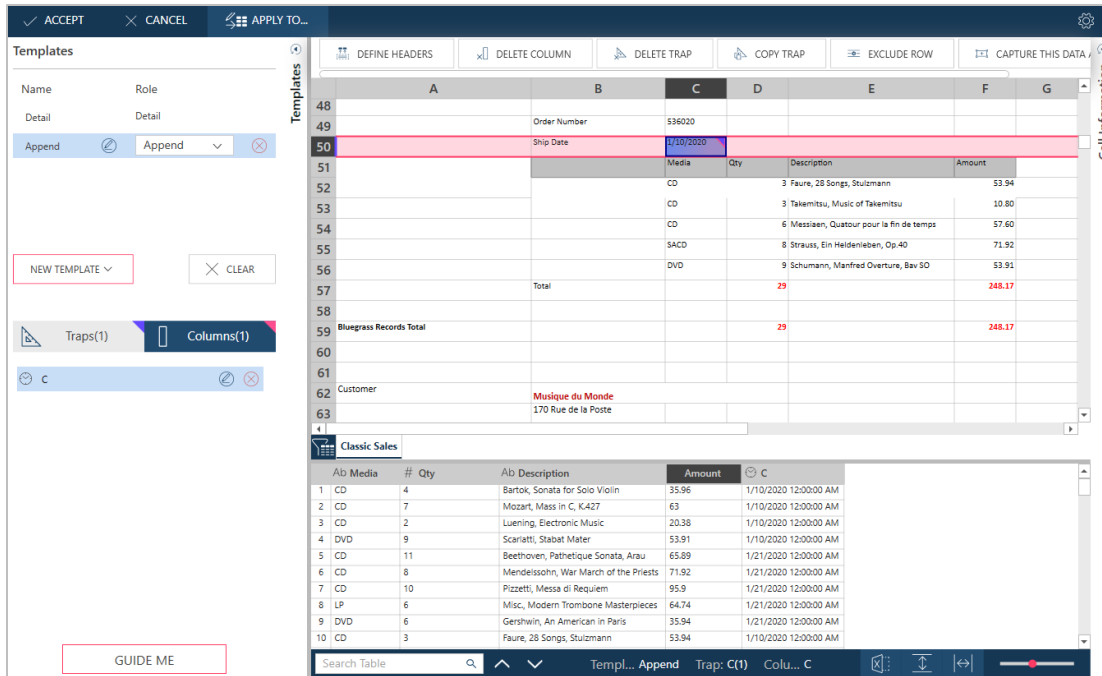 ACCEPT CANCEL APPLY TO...
Templates
Name Role
Detail Detail
Append Append
NEW TEMPLATE CLEAR
Traps(1) Columns(1)
C
GUIDE ME
Templates
DEFINE HEADERS DELETE COLUMN DELETE TRAP COPY TRAP EXCLUDE ROW CAPTURE THIS DATA
A B C D E F G
48
49 Order Number 536020
50 Ship Date 1/10/2020
51 Media Qty Description Amount
52 CD 3 Faure, 28 Songs, Stulzmann 53.94
53 CD 3 Takemitsu, Music of Takemitsu 10.80
54 CD 6 Messiaen, Quatour pour la fin de temps 57.60
55 SACD 8 Strauss, Ein Heldenleben, Op.40 71.92
56 DVD 9 Schumann, Manfred Overture, Bav SO 53.91
57 Total 29 248.17
58
59 Bluegrass Records Total 29 248.17
60
61
62 Customer Musique du Monde
63 170 Rue de la Poste
Classic Sales
Ab Media # Qty Ab Description Amount C
1 CD 4 Bartok, Sonata for Solo Violin 35.96 1/10/2020 12:00:00 AM
2 CD 7 Mozart, Mass in C, K.427 63 1/10/2020 12:00:00 AM
3 CD 2 Luening, Electronic Music 20.38 1/10/2020 12:00:00 AM
4 DVD 9 Scarlatti, Stabat Mater 53.91 1/10/2020 12:00:00 AM
5 CD 11 Beethoven, Pathetique Sonata, Arau 65.89 1/21/2020 12:00:00 AM
6 CD 8 Mendelssohn, War March of the Priests 71.92 1/21/2020 12:00:00 AM
7 CD 10 Pizzetti, Messa di Requiem 95.9 1/21/2020 12:00:00 AM
8 LP 6 Misc., Modern Trombone Masterpieces 64.74 1/21/2020 12:00:00 AM
9 DVD 6 Gershwin, An American in Paris 35.94 1/21/2020 12:00:00 AM
10 CD 3 Faure, 28 Songs, Stulzmann 53.94 1/10/2020 12:00:00 AM
Search Table Templ... Append Trap: C(1) Colu... C